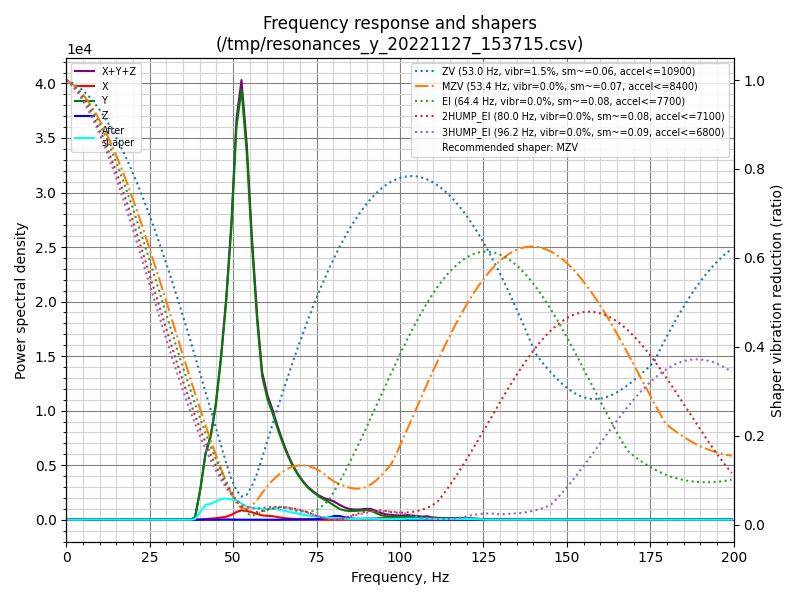 Frequency response and shapers
(/tmp/resonances_y_20221127_153715.csv)
1e4
X+Y+Z
X
Y
Z
After
shaper
ZV (53.0 Hz, vibr=1.5%, sm~=0.06, accel<=10900)
MZV (53.4 Hz, vibr=0.0%, sm~=0.07, accel<=8400)
EI (64.4 Hz, vibr=0.0%, sm~=0.08, accel<=7700)
2HUMP_EI (80.0 Hz, vibr=0.0%, sm~=0.08, accel<=7100)
3HUMP_EI (96.2 Hz, vibr=0.0%, sm~=0.09, accel<=6800)
Recommended shaper: MZV
Power spectral density
4.0
3.5
3.0
2.5
2.0
1.5
1.0
0.5
0.0
1.0
0.8
0.6
0.4
0.2
0.0
Shaper vibration reduction (ratio)
0 25 50 75 100 125 150 175 200
Frequency, Hz